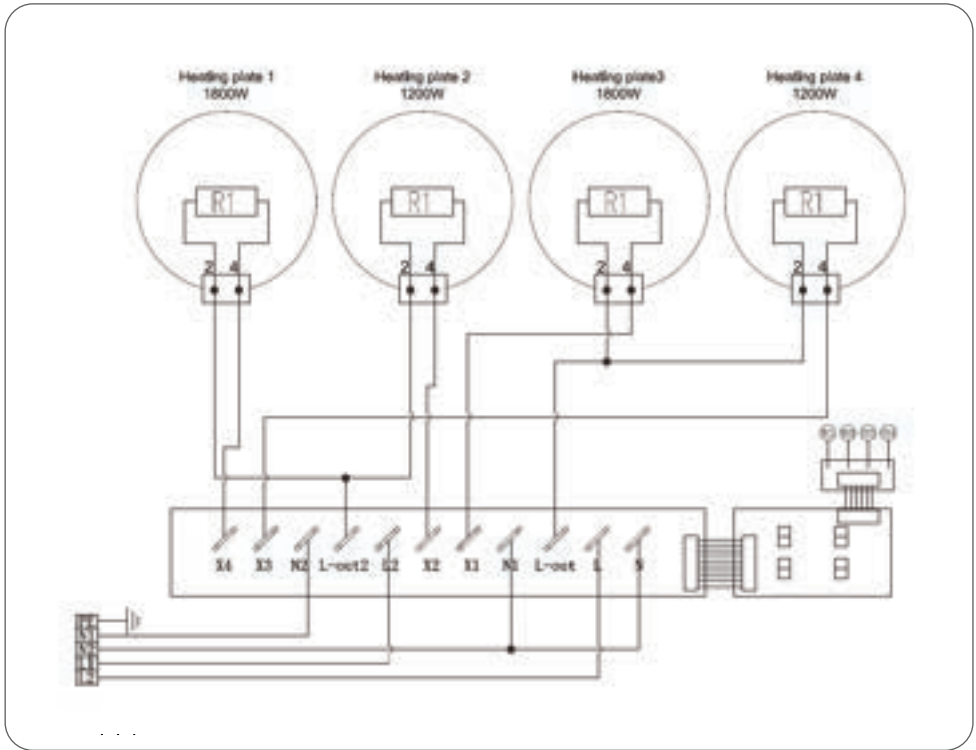 Heating plate 1
1800W
Heating plate 2
1200W
Heating plate3
1800W
Heating plate 4
1200W
R1
R1
R1
R1
2 4
2 4
2 4
2 4
X4 X3 N2 L-out2 L2 X2 X1 N1 L-out L N